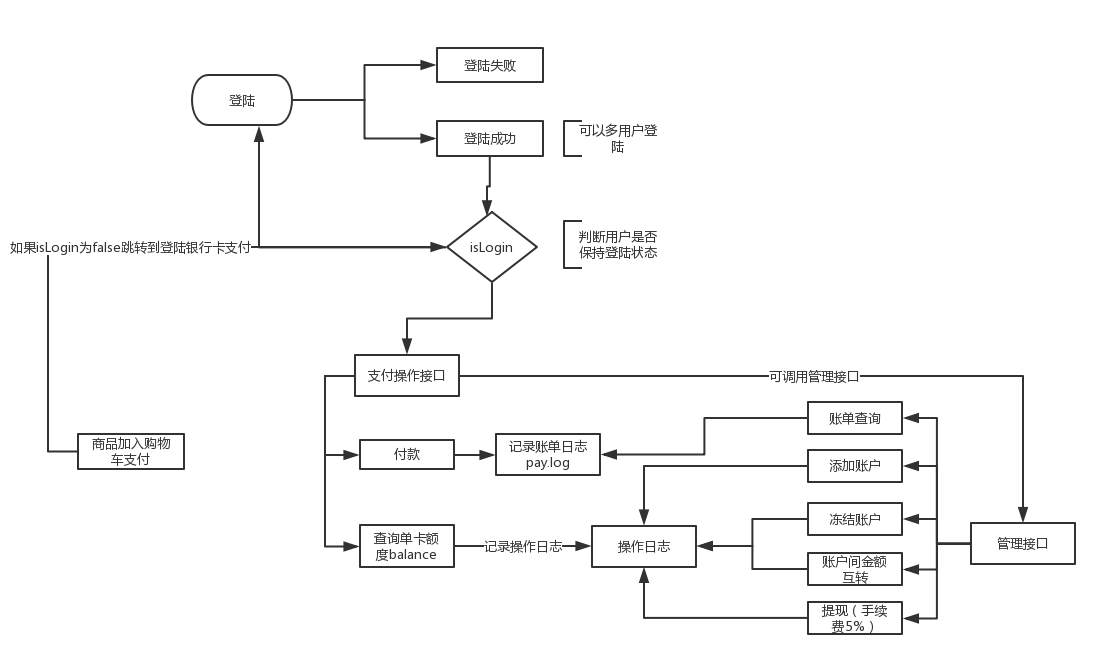 登陆失败
登陆
登陆成功
可以多用户登
陆
如果isLogin为false跳转到登陆银行卡支付
isLogin
判断用户是否
保持登陆状态
支付操作接口
可调用管理接口
商品加入购物
车支付
付款
记录账单日志
pay.log
账单查询
添加账户
查询单卡额
度balance
记录操作日志
操作日志
冻结账户
账户间金额
互转
提现（手续
费5%）
管理接口